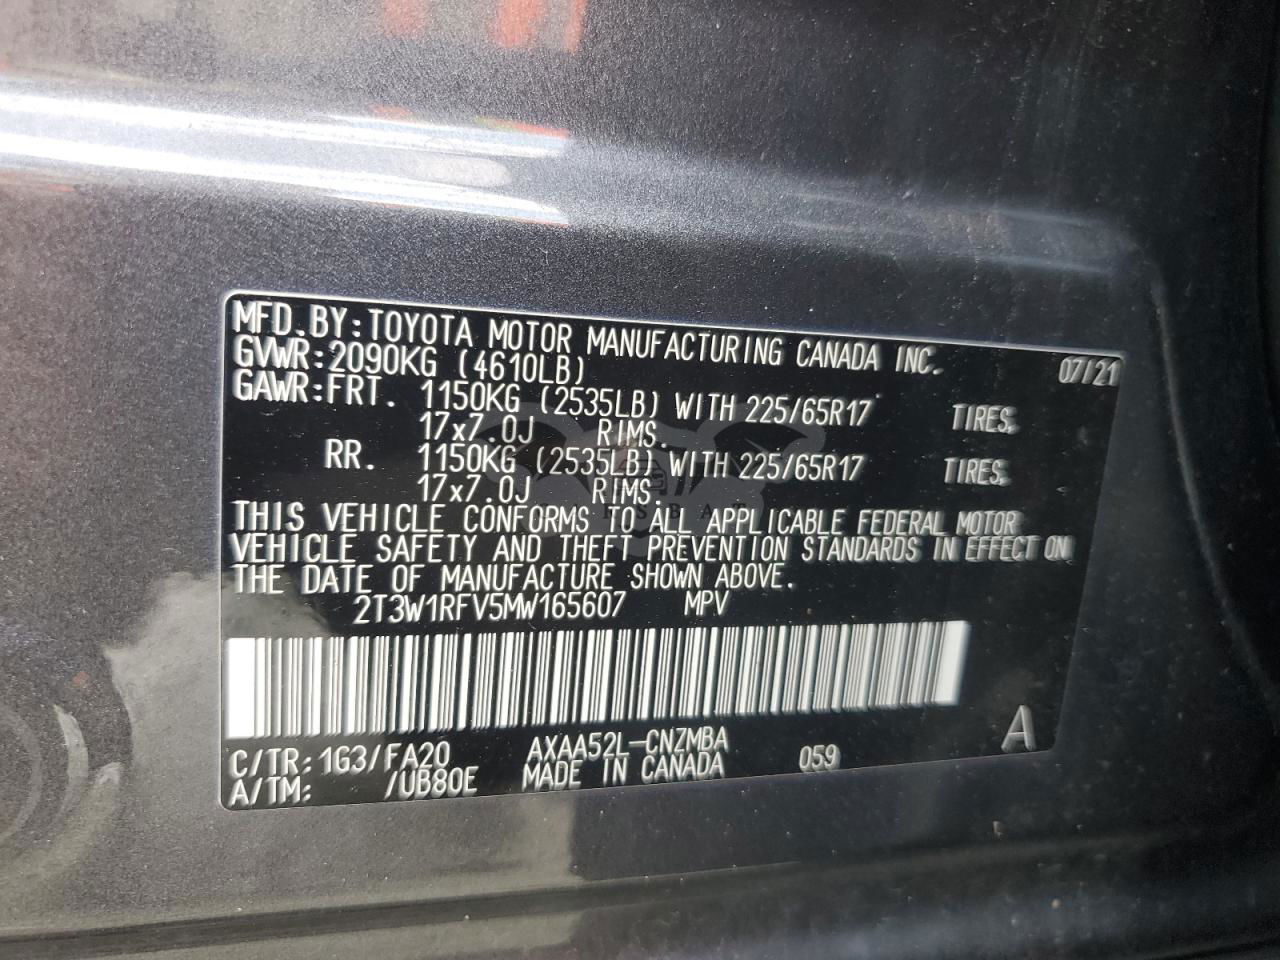 MFD.BY:TOYOTA MOTOR MANUFACTURING CANADA INC. 07/21
GVWR:2090KG (4610LB)
GAWR:FRT. 1150KG (2535LB) WITH 225/65R17 TIRES.
17x7.0J RIMS.
RR. 1150KG (2535LB) WITH 225/65R17 TIRES.
17x7.0J RIMS.
THIS VEHICLE CONFORMS TO ALL APPLICABLE FEDERAL MOTOR
VEHICLE SAFETY AND THEFT PREVENTION STANDARDS IN EFFECT ON
THE DATE OF MANUFACTURE SHOWN ABOVE.
2T3W1RFV5MW165607 MPV
C/TR:1G3/FA20 AXAA52L-CNZMBA 059 A
A/TM: /UB80E MADE IN CANADA